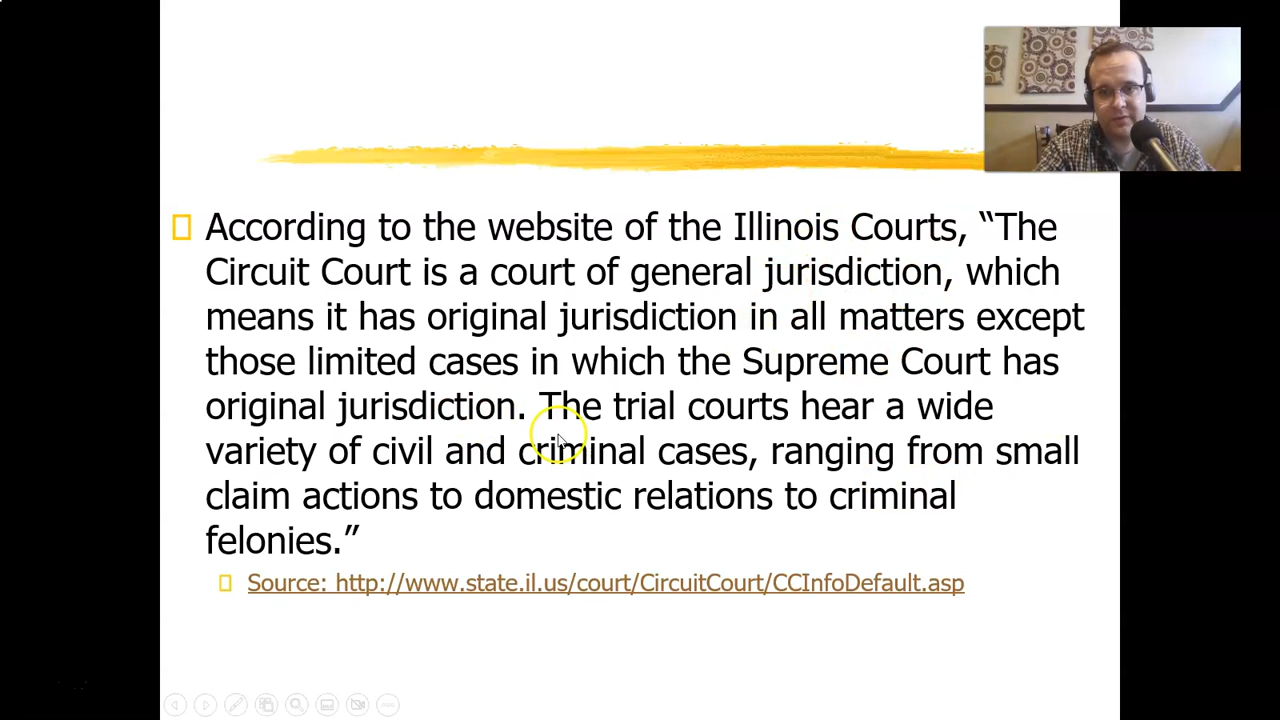 According to the website of the Illinois Courts, “The
Circuit Court is a court of general jurisdiction, which
means it has original jurisdiction in all matters except
those limited cases in which the Supreme Court has
original jurisdiction. The trial courts hear a wide
variety of civil and criminal cases, ranging from small
claim actions to domestic relations to criminal
felonies.”
Source: http://www.state.il.us/court/CircuitCourt/CCInfoDefault.asp